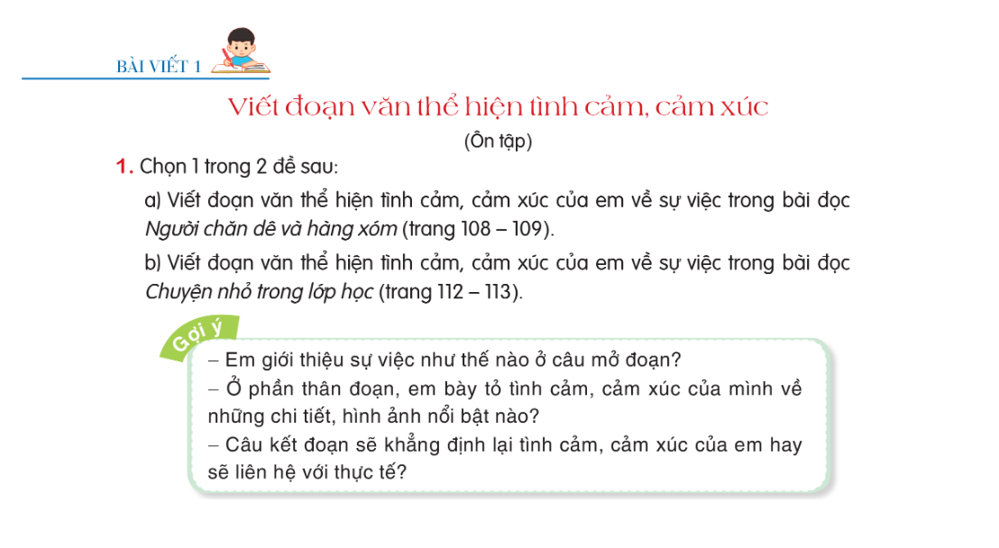 BÀI VIẾT 1
Viết đoạn văn thể hiện tình cảm, cảm xúc
(Ôn tập)
1. Chọn 1 trong 2 đề sau:
a) Viết đoạn văn thể hiện tình cảm, cảm xúc của em về sự việc trong bài đọc
Người chăn dê và hàng xóm (trang 108 – 109).
b) Viết đoạn văn thể hiện tình cảm, cảm xúc của em về sự việc trong bài đọc
Chuyện nhỏ trong lớp học (trang 112 – 113).
Gợi ý
– Em giới thiệu sự việc như thế nào ở câu mở đoạn?
– Ở phần thân đoạn, em bày tỏ tình cảm, cảm xúc của mình về
những chi tiết, hình ảnh nổi bật nào?
– Câu kết đoạn sẽ khẳng định lại tình cảm, cảm xúc của em hay
sẽ liên hệ với thực tế?